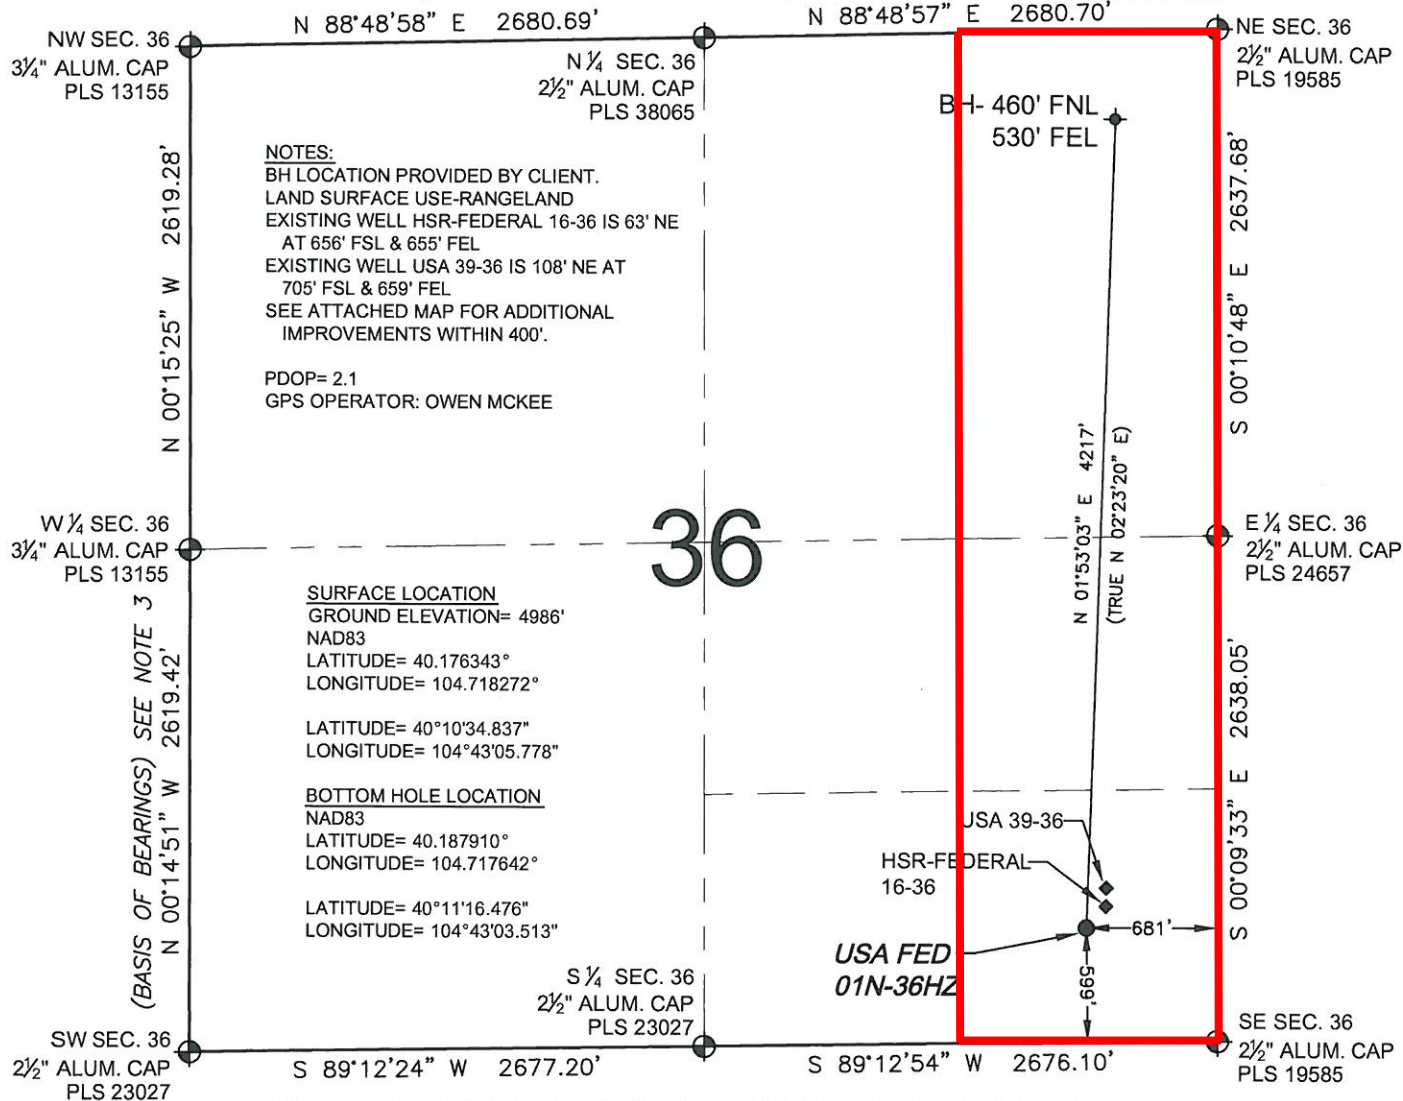 N 88°48'58" E 2680.69'
N 88°48'57" E 2680.70'
NW SEC. 36
3¼" ALUM. CAP
PLS 13155
N ¼ SEC. 36
2½" ALUM. CAP
PLS 38065
NE SEC. 36
2½" ALUM. CAP
PLS 19585
BH- 460' FNL
530' FEL
NOTES:
BH LOCATION PROVIDED BY CLIENT.
LAND SURFACE USE-RANGELAND
EXISTING WELL HSR-FEDERAL 16-36 IS 63' NE
AT 656' FSL & 655' FEL
EXISTING WELL USA 39-36 IS 108' NE AT
705' FSL & 659' FEL
SEE ATTACHED MAP FOR ADDITIONAL
IMPROVEMENTS WITHIN 400'.
PDOP= 2.1
GPS OPERATOR: OWEN MCKEE
N 00°15'25" W 2619.28'
S 00°10'48" E 2637.68'
N 01°53'03" E 4217'
(TRUE N 02°23'20" E)
W ¼ SEC. 36
3¼" ALUM. CAP
PLS 13155
36
E ¼ SEC. 36
2½" ALUM. CAP
PLS 24657
SURFACE LOCATION
GROUND ELEVATION= 4986'
NAD83
LATITUDE= 40.176343°
LONGITUDE= 104.718272°
LATITUDE= 40°10'34.837"
LONGITUDE= 104°43'05.778"
BOTTOM HOLE LOCATION
NAD83
LATITUDE= 40.187910°
LONGITUDE= 104.717642°
LATITUDE= 40°11'16.476"
LONGITUDE= 104°43'03.513"
(BASIS OF BEARINGS) SEE NOTE 3
N 00°14'51" W 2619.42'
S 00°09'33" E 2638.05'
USA 39-36
HSR-FEDERAL
16-36
681'
USA FED
01N-36HZ
599'
S ¼ SEC. 36
2½" ALUM. CAP
PLS 23027
SW SEC. 36
2½" ALUM. CAP
PLS 23027
SE SEC. 36
2½" ALUM. CAP
PLS 19585
S 89°12'24" W 2677.20'
S 89°12'54" W 2676.10'